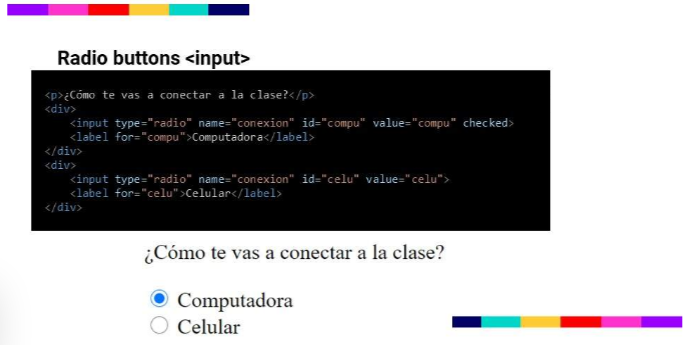 Radio buttons <input>
<p>¿Cómo te vas a conectar a la clase?</p>
<div>
<input type="radio" name="conexion" id="compu" value="compu" checked>
<label for="compu">Computadora</label>
</div>
<div>
<input type="radio" name="conexion" id="celu" value="celu">
<label for="celu">Celular</label>
</div>
¿Cómo te vas a conectar a la clase?
Computadora
Celular